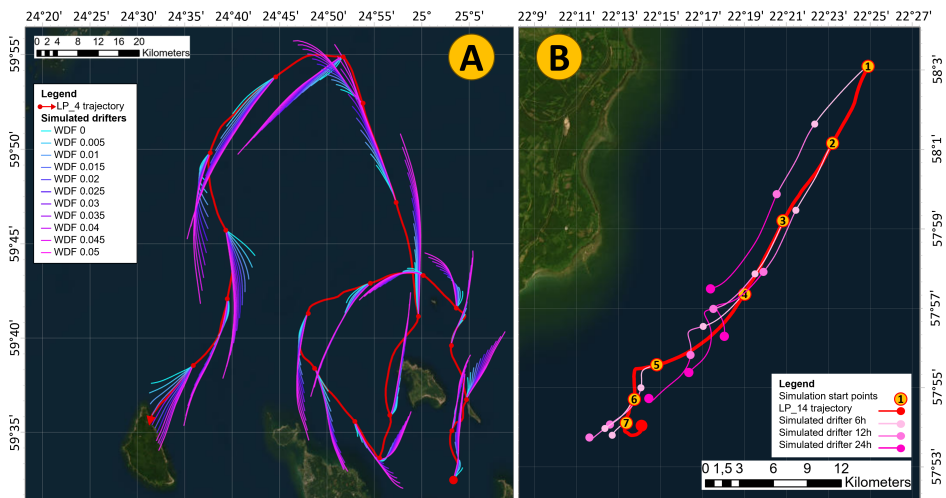 24°20' 24°25' 24°30' 24°35' 24°40' 24°45' 24°50' 24°55' 25° 25°5'
59°55'
59°50'
59°45'
59°40'
59°35'
0 2 4 8 12 16 20
Kilometers
A
Legend
LP_4 trajectory
Simulated drifters
WDF 0
WDF 0.005
WDF 0.01
WDF 0.015
WDF 0.02
WDF 0.025
WDF 0.03
WDF 0.035
WDF 0.04
WDF 0.045
WDF 0.05
22°9' 22°11' 22°13' 22°15' 22°17' 22°19' 22°21' 22°23' 22°25' 22°27'
B
58°3'
58°1'
57°59'
57°57'
57°55'
57°53'
1
2
3
4
5
6
7
Legend
Simulation start points 1
LP_14 trajectory
Simulated drifter 6h
Simulated drifter 12h
Simulated drifter 24h
0 1,5 3 6 9 12
Kilometers